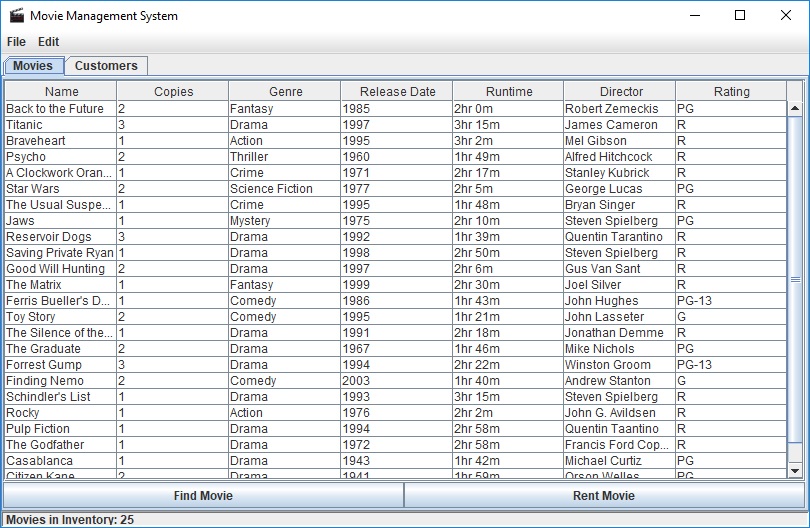 Movie Management System
File Edit
Movies Customers
Name Copies Genre Release Date Runtime Director Rating
Back to the Future 2 Fantasy 1985 2hr 0m Robert Zemeckis PG
Titanic 3 Drama 1997 3hr 15m James Cameron R
Braveheart 1 Action 1995 3hr 2m Mel Gibson R
Psycho 2 Thriller 1960 1hr 49m Alfred Hitchcock R
A Clockwork Oran... 1 Crime 1971 2hr 17m Stanley Kubrick R
Star Wars 2 Science Fiction 1977 2hr 5m George Lucas PG
The Usual Suspe... 1 Crime 1995 1hr 48m Bryan Singer R
Jaws 1 Mystery 1975 2hr 10m Steven Spielberg PG
Reservoir Dogs 3 Drama 1992 1hr 39m Quentin Tarantino R
Saving Private Ryan 1 Drama 1998 2hr 50m Steven Spielberg R
Good Will Hunting 2 Drama 1997 2hr 6m Gus Van Sant R
The Matrix 1 Fantasy 1999 2hr 30m Joel Silver R
Ferris Bueller's D... 1 Comedy 1986 1hr 43m John Hughes PG-13
Toy Story 2 Comedy 1995 1hr 21m John Lasseter G
The Silence of the... 1 Drama 1991 2hr 18m Jonathan Demme R
The Graduate 2 Drama 1967 1hr 46m Mike Nichols PG
Forrest Gump 3 Drama 1994 2hr 22m Winston Groom PG-13
Finding Nemo 2 Comedy 2003 1hr 40m Andrew Stanton G
Schindler's List 1 Drama 1993 3hr 15m Steven Spielberg R
Rocky 1 Action 1976 2hr 2m John G. Avildsen R
Pulp Fiction 1 Drama 1994 2hr 58m Quentin Taantino R
The Godfather 1 Drama 1972 2hr 58m Francis Ford Cop... R
Casablanca 1 Drama 1943 1hr 42m Michael Curtiz PG
Citizen Kane 2 Drama 1941 1hr 59m Orson Welles PG
Find Movie Rent Movie
Movies in Inventory: 25